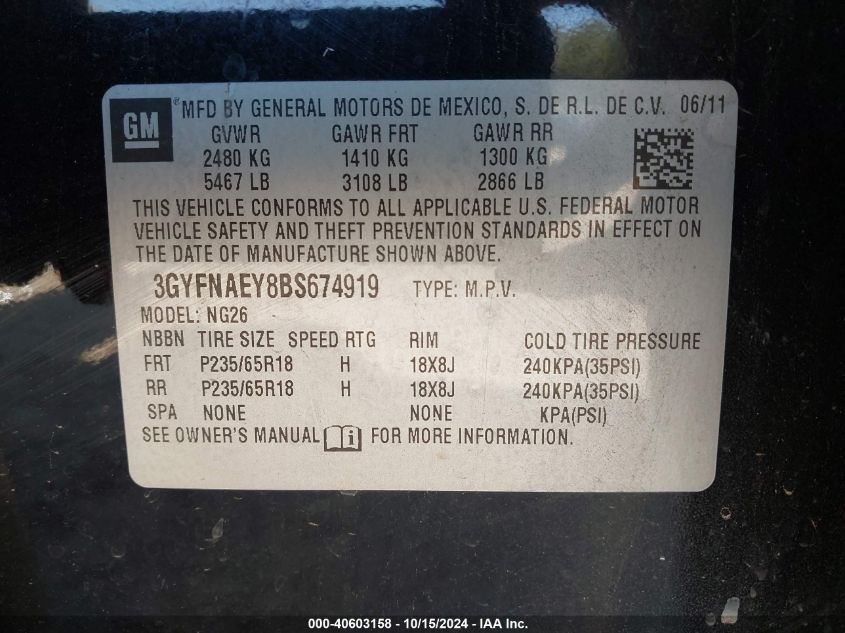 GM ® MFD BY GENERAL MOTORS DE MEXICO, S. DE R.L. DE C.V. 06/11
GVWR GAWR FRT GAWR RR
2480 KG 1410 KG 1300 KG
5467 LB 3108 LB 2866 LB
THIS VEHICLE CONFORMS TO ALL APPLICABLE U.S. FEDERAL MOTOR
VEHICLE SAFETY AND THEFT PREVENTION STANDARDS IN EFFECT ON
THE DATE OF MANUFACTURE SHOWN ABOVE.
3GYFNAEY8BS674919 TYPE: M.P.V.
MODEL: NG26
NBBN TIRE SIZE SPEED RTG RIM COLD TIRE PRESSURE
FRT P235/65R18 H 18X8J 240KPA(35PSI)
RR P235/65R18 H 18X8J 240KPA(35PSI)
SPA NONE NONE KPA(PSI)
SEE OWNER'S MANUAL FOR MORE INFORMATION.
000-40603158 - 10/15/2024 - IAA Inc.